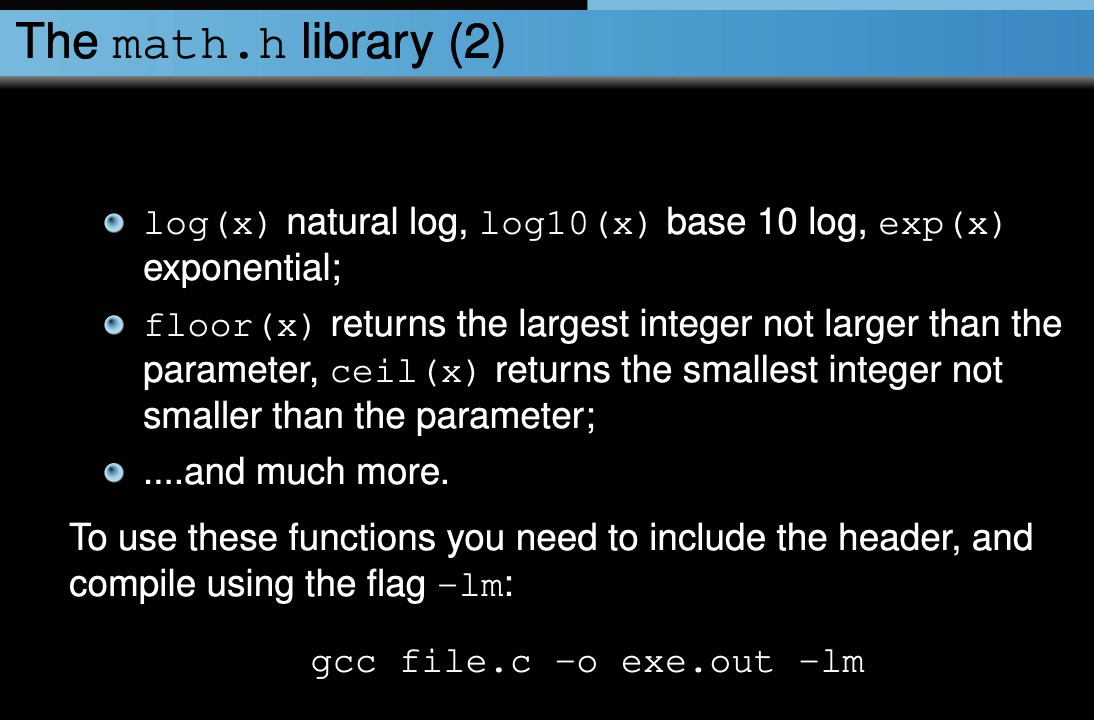 The math.h library (2)
log(x) natural log, log10(x) base 10 log, exp(x)
exponential;
floor(x) returns the largest integer not larger than the
parameter, ceil(x) returns the smallest integer not
smaller than the parameter;
....and much more.
To use these functions you need to include the header, and
compile using the flag -lm:
gcc file.c -o exe.out -lm